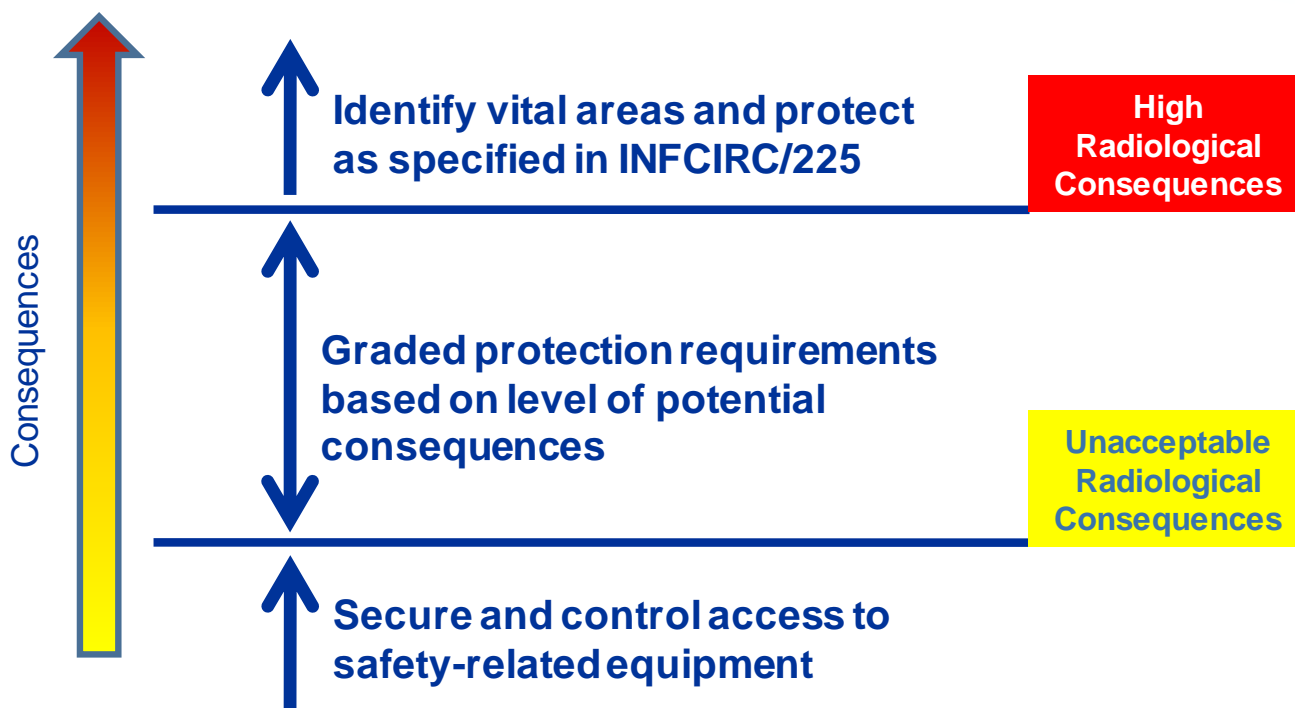 Consequences
Identify vital areas and protect
as specified in INFCIRC/225
High
Radiological
Consequences
Graded protection requirements
based on level of potential
consequences
Unacceptable
Radiological
Consequences
Secure and control access to
safety-related equipment